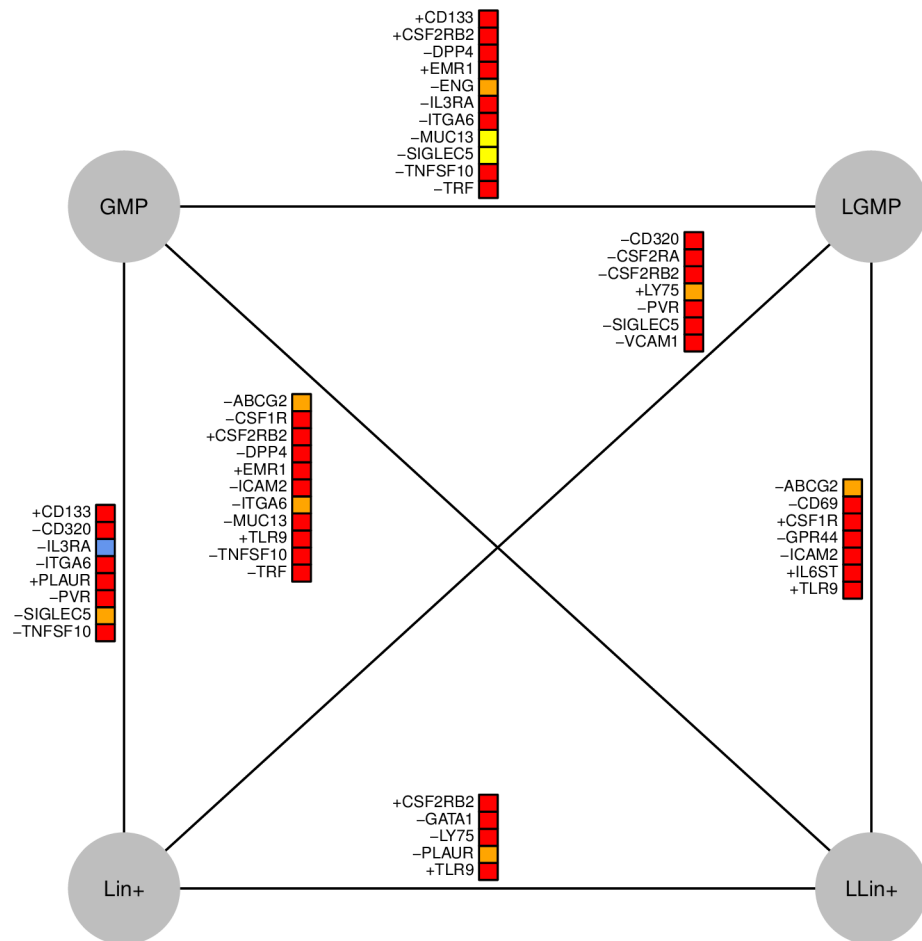 +CD133
+CSF2RB2
−DPP4
+EMR1
−ENG
−IL3RA
−ITGA6
−MUC13
−SIGLEC5
−TNFSF10
−TRF
GMP
LGMP
−CD320
−CSF2RA
−CSF2RB2
+LY75
−PVR
−SIGLEC5
−VCAM1
−ABCG2
−CSF1R
+CSF2RB2
−DPP4
+EMR1
−ICAM2
−ITGA6
−MUC13
+TLR9
−TNFSF10
−TRF
−ABCG2
−CD69
+CSF1R
−GPR44
−ICAM2
+IL6ST
+TLR9
+CD133
−CD320
−IL3RA
−ITGA6
+PLAUR
−PVR
−SIGLEC5
−TNFSF10
+CSF2RB2
−GATA1
−LY75
−PLAUR
+TLR9
Lin+
LLin+